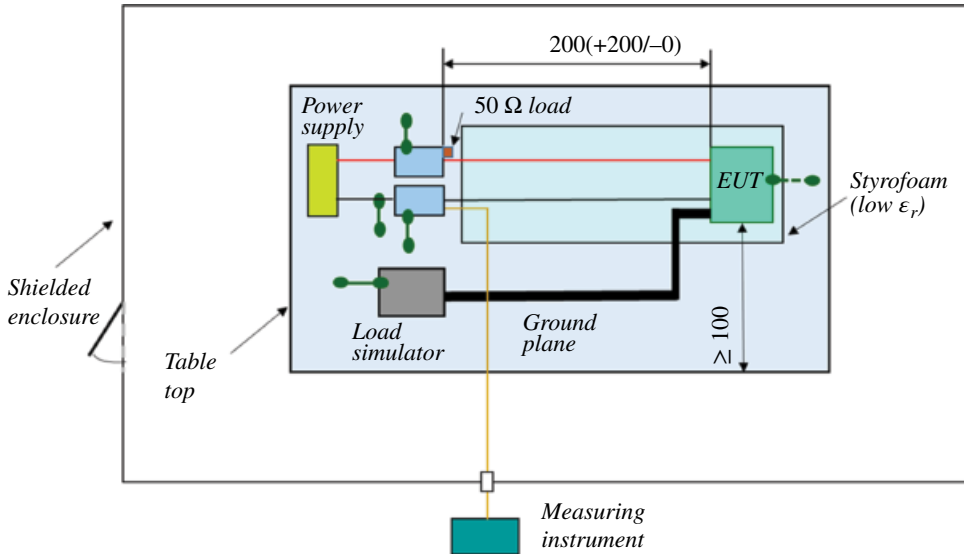 200(+200/–0)
Power
supply
50 Ω load
EUT
Styrofoam
(low εr)
Shielded
enclosure
Load
simulator
Ground
plane
≥ 100
Table
top
Measuring
instrument